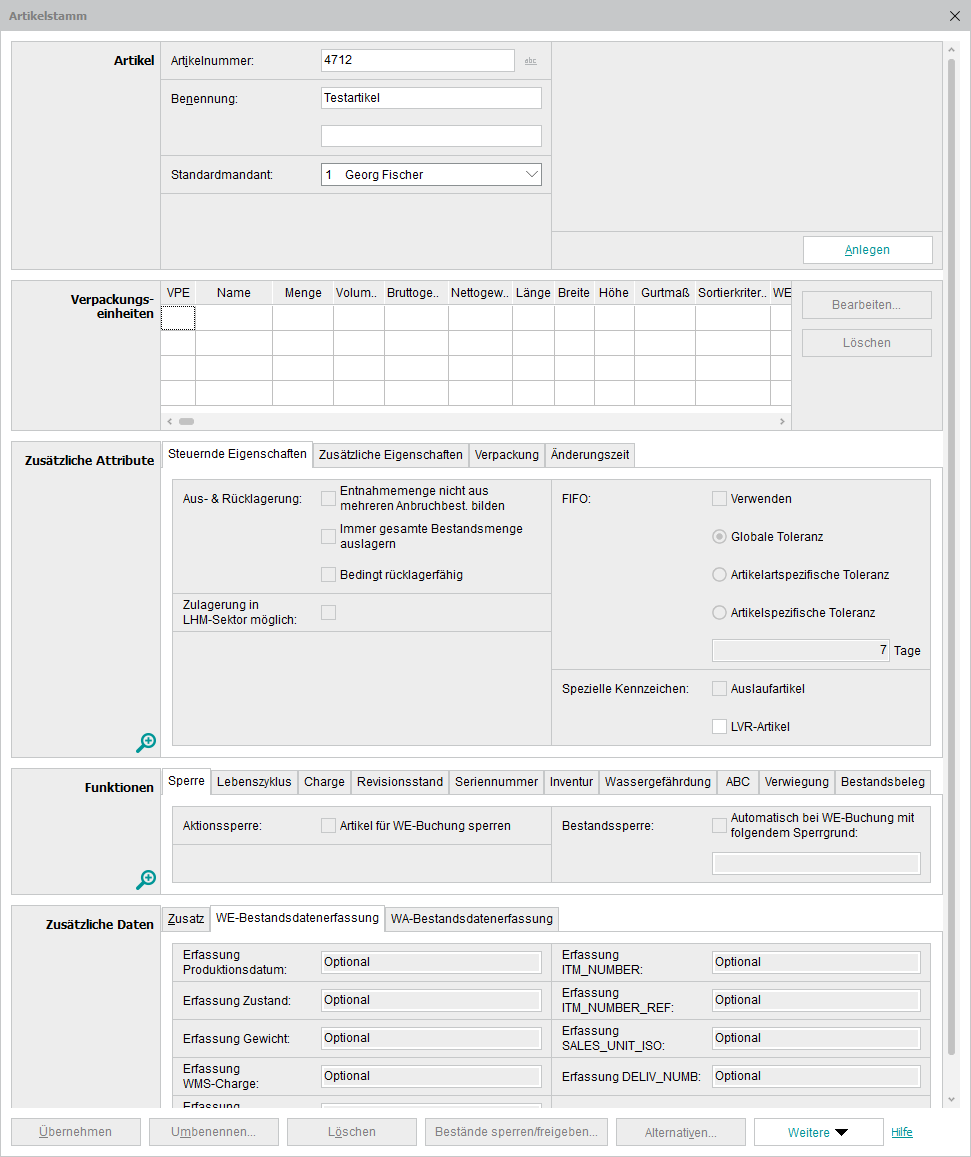 Artikelstamm
Artikel
Artikelnummer:
4712
abc
Benennung:
Testartikel
Standardmandant:
1 Georg Fischer
Anlegen
Verpackungs-
einheiten
VPE Name Menge Volum.. Bruttoge.. Nettogew.. Länge Breite Höhe Gurtmaß Sortierkriter.. WE
Bearbeiten...
Löschen
Zusätzliche Attribute
Steuernde Eigenschaften Zusätzliche Eigenschaften Verpackung Änderungszeit
Aus- & Rücklagerung:
Entnahmemenge nicht aus
mehreren Anbruchbest. bilden
Immer gesamte Bestandsmenge
auslagern
Bedingt rücklagerfähig
Zulagerung in
LHM-Sektor möglich:
FIFO:
Verwenden
Globale Toleranz
Artikelartspezifische Toleranz
Artikelspezifische Toleranz
7 Tage
Spezielle Kennzeichen:
Auslaufartikel
LVR-Artikel
Funktionen
Sperre Lebenszyklus Charge Revisionsstand Seriennummer Inventur Wassergefährdung ABC Verwiegung Bestandsbeleg
Aktionssperre:
Artikel für WE-Buchung sperren
Bestandssperre:
Automatisch bei WE-Buchung mit
folgendem Sperrgrund:
Zusätzliche Daten
Zusatz WE-Bestandsdatenerfassung WA-Bestandsdatenerfassung
Erfassung
Produktionsdatum:
Optional
Erfassung
ITM_NUMBER:
Optional
Erfassung Zustand:
Optional
Erfassung
ITM_NUMBER_REF:
Optional
Erfassung Gewicht:
Optional
Erfassung
SALES_UNIT_ISO:
Optional
Erfassung
WMS-Charge:
Optional
Erfassung DELIV_NUMB:
Optional
Erfassung
Übernehmen
Umbenennen...
Löschen
Bestände sperren/freigeben...
Alternativen...
Weitere
Hilfe